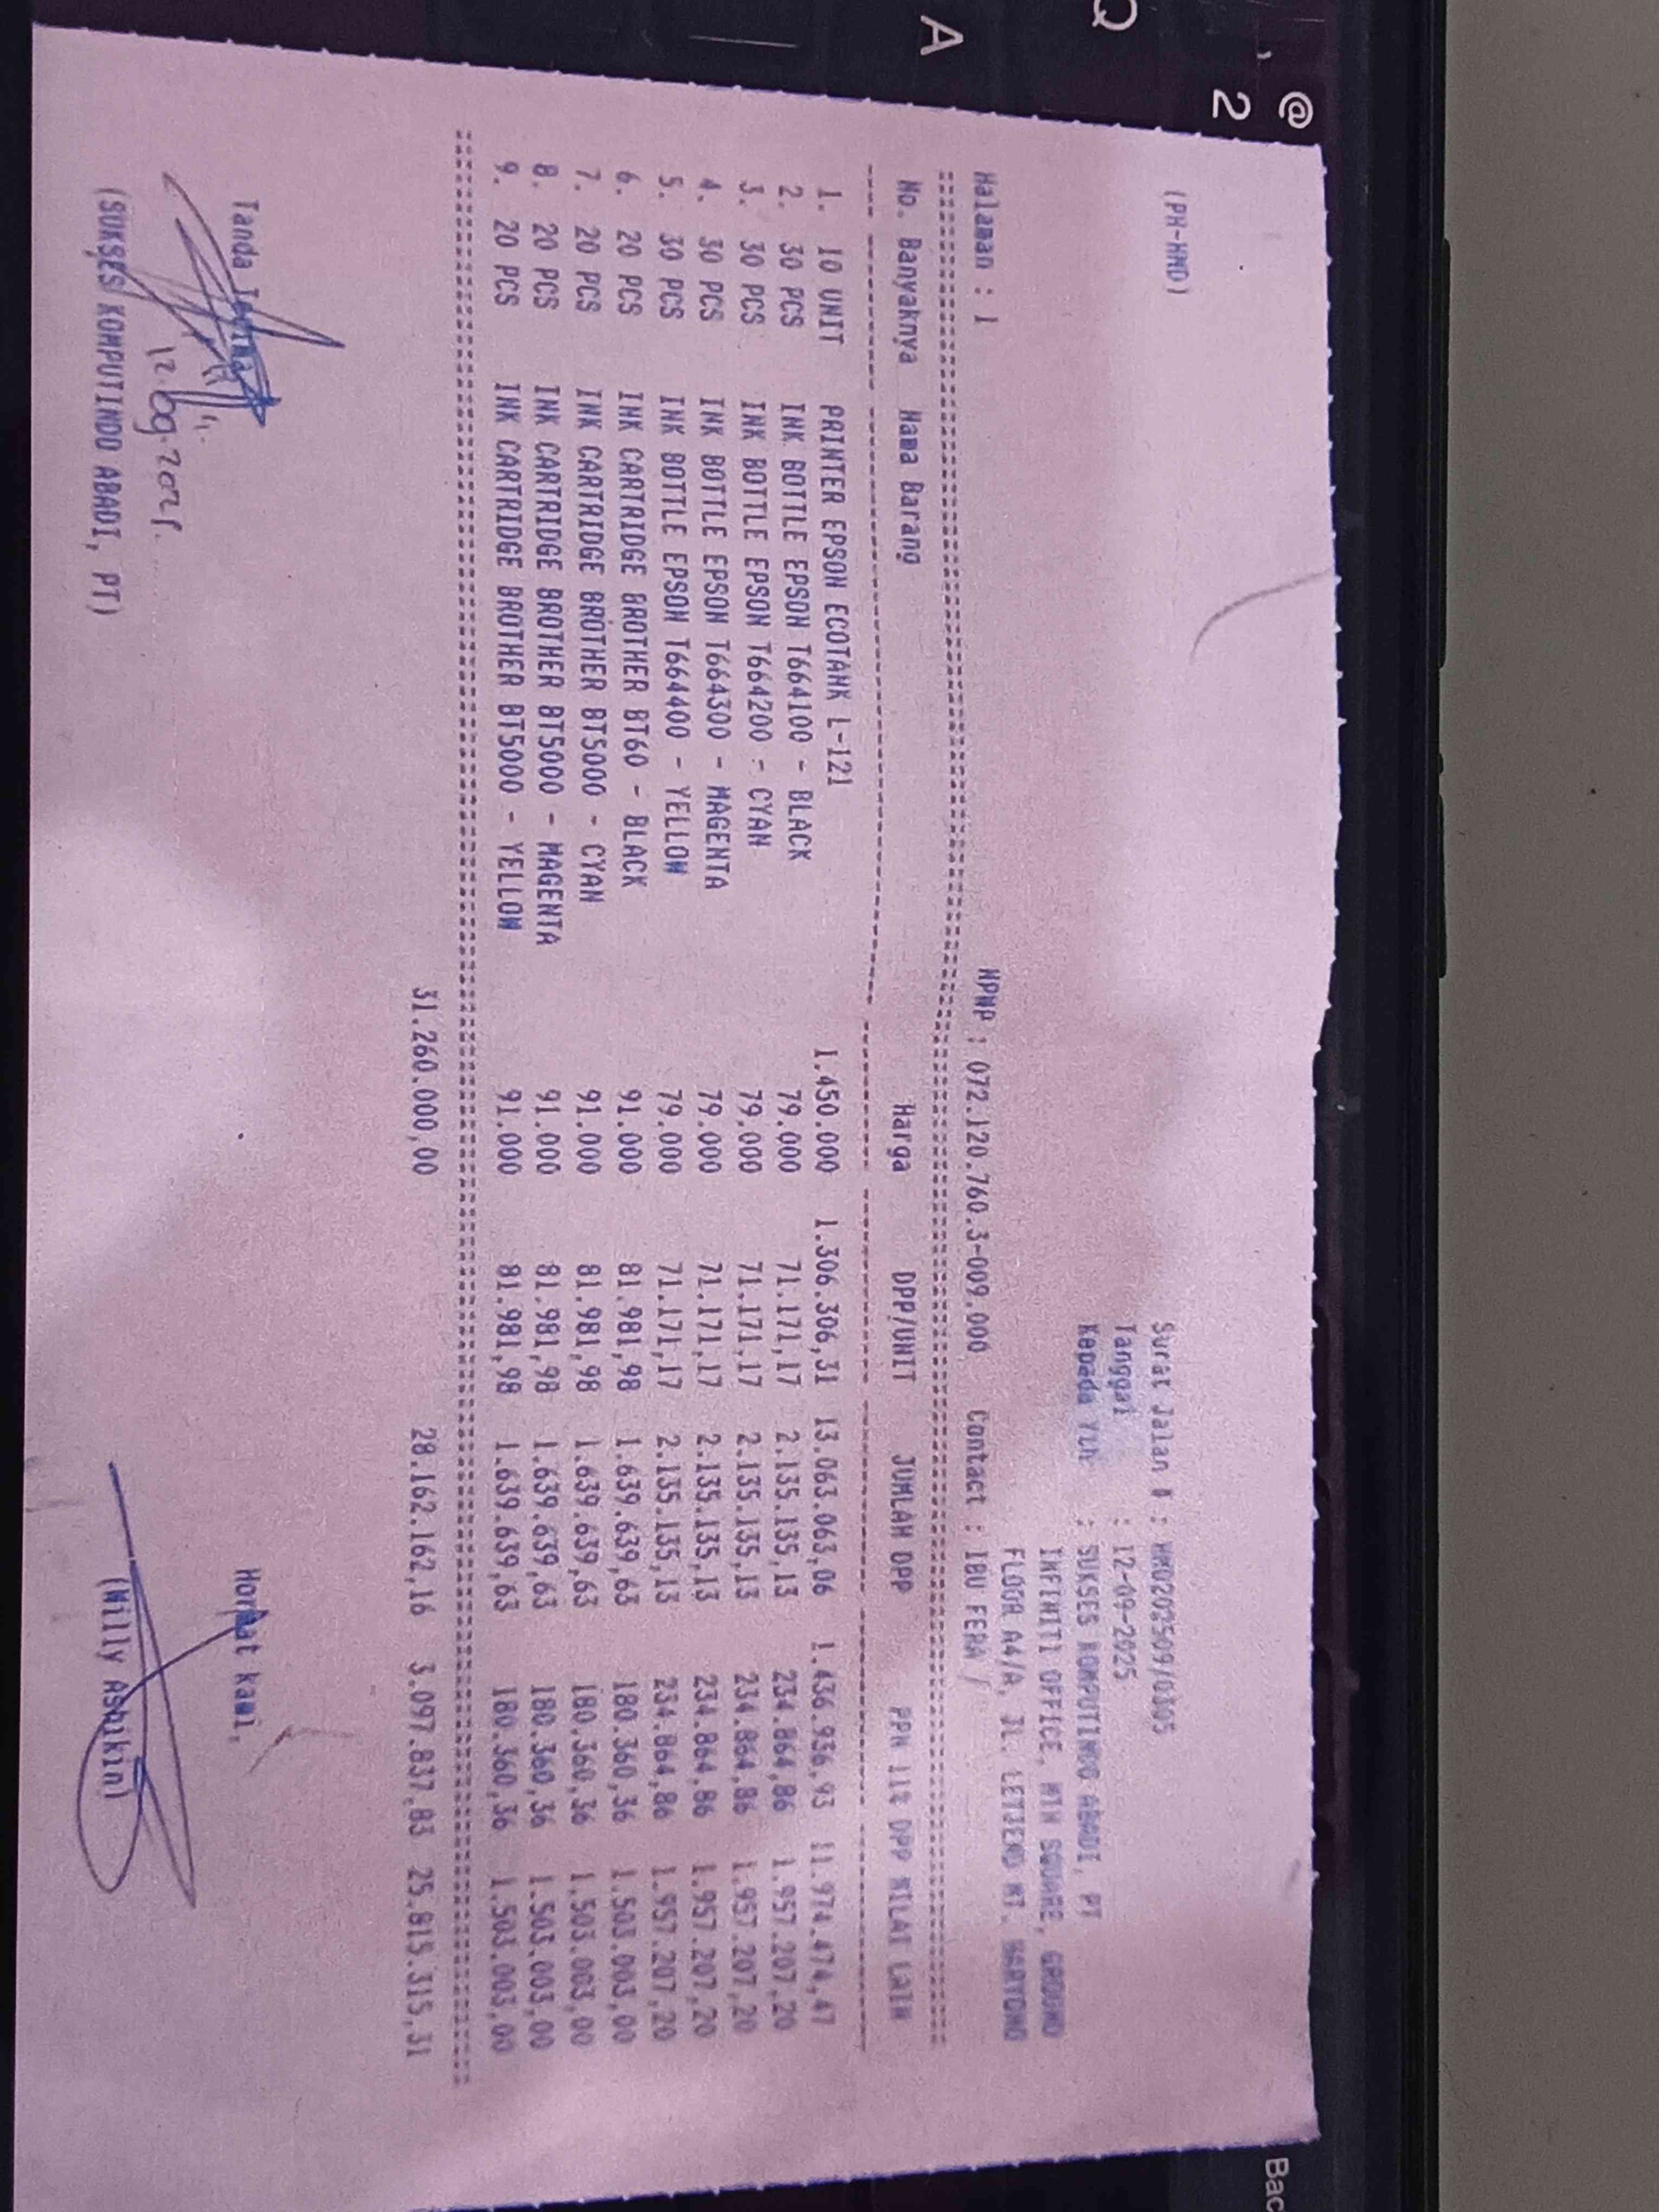 (PH-HMD)
Surat Jalan # : HMD202509/0305
Tanggal : 12-09-2025
Kepada Yth : SUKSES KOMPUTINDO ABADI, PT
INFINITI OFFICE, MTH SQUARE, GROUND
FLOOR A4/A, JL. LETJEND MT. HARYONO
Halaman : 1 NPWP : 072.120.760.3-009.000 Contact : IBU FERA /
No. Banyaknya Nama Barang Harga DPP/UNIT JUMLAH DPP PPN 11% DPP NILAI LAIN
1. 10 UNIT PRINTER EPSON ECOTANK L-121 1.450.000 1.306.306,31 13.063.063,06 1.436.936,93 11.974.474,47
2. 30 PCS INK BOTTLE EPSON T664100 - BLACK 79.000 71.171,17 2.135.135,13 234.864,86 1.957.207,20
3. 30 PCS INK BOTTLE EPSON T664200 - CYAN 79.000 71.171,17 2.135.135,13 234.864,86 1.957.207,20
4. 30 PCS INK BOTTLE EPSON T664300 - MAGENTA 79.000 71.171,17 2.135.135,13 234.864,86 1.957.207,20
5. 30 PCS INK BOTTLE EPSON T664400 - YELLOW 79.000 71.171,17 2.135.135,13 234.864,86 1.957.207,20
6. 20 PCS INK CARTRIDGE BROTHER BT60 - BLACK 91.000 81.981,98 1.639.639,63 180.360,36 1.503.003,00
7. 20 PCS INK CARTRIDGE BROTHER BT5000 - CYAN 91.000 81.981,98 1.639.639,63 180.360,36 1.503.003,00
8. 20 PCS INK CARTRIDGE BROTHER BT5000 - MAGENTA 91.000 81.981,98 1.639.639,63 180.360,36 1.503.003,00
9. 20 PCS INK CARTRIDGE BROTHER BT5000 - YELLOW 91.000 81.981,98 1.639.639,63 180.360,36 1.503.003,00
31.260.000,00 28.162.162,16 3.097.837,83 25.815.315,31
Tanda Terima Hormat kami,
12.09.2025.
(SUKSES KOMPUTINDO ABADI, PT) (Willy Ashikin)
@
2
Q
A
Bac